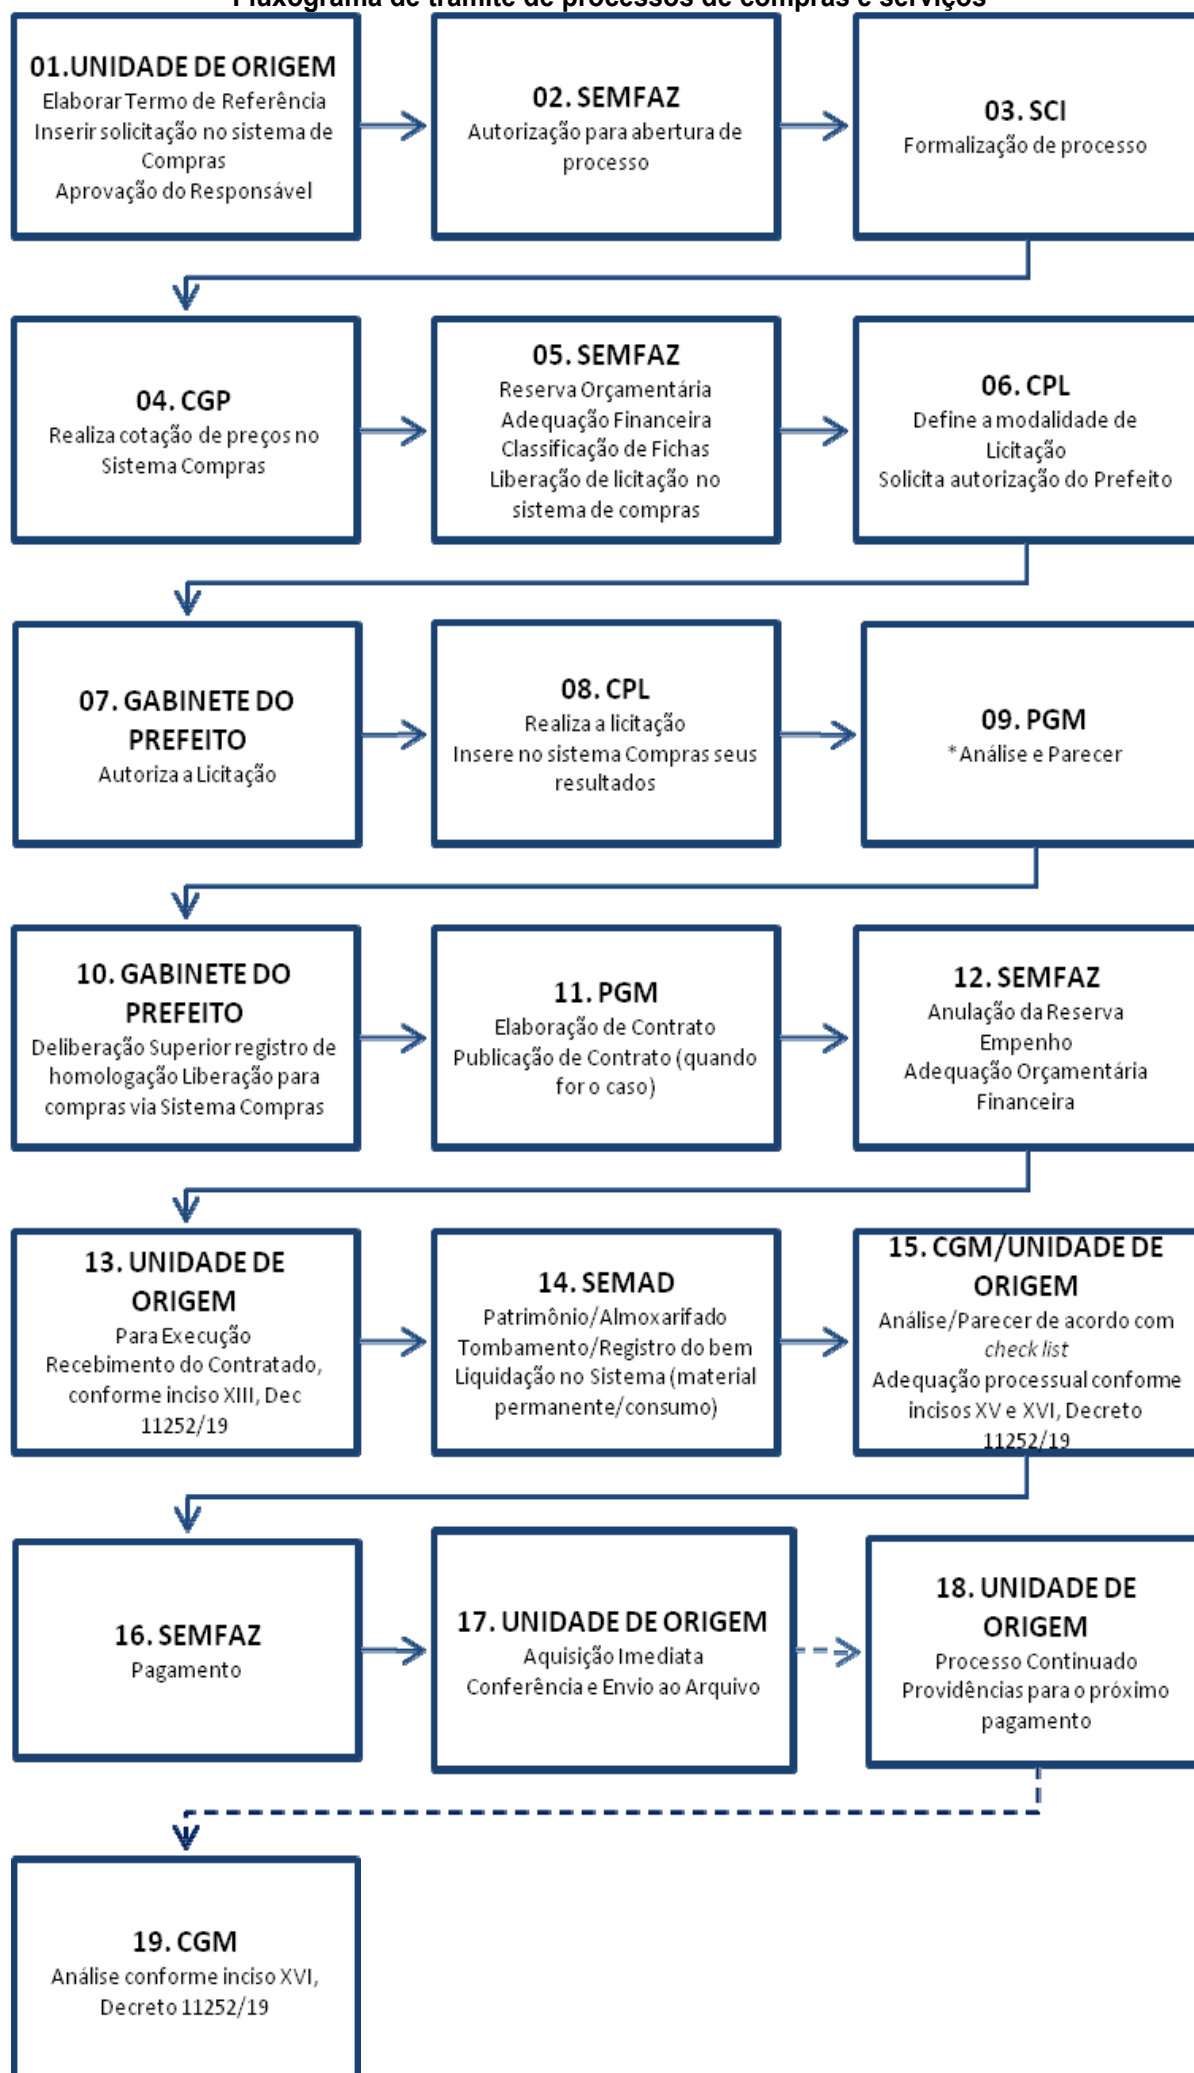 Fluxograma de trâmite de processos de compras e serviços
01.UNIDADE DE ORIGEM
Elaborar Termo de Referência
Inserir solicitação no sistema de
Compras
Aprovação do Responsável
02. SEMFAZ
Autorização para abertura de
processo
03. SCI
Formalização de processo
04. CGP
Realiza cotação de preços no
Sistema Compras
05. SEMFAZ
Reserva Orçamentária
Adequação Financeira
Classificação de Fichas
Liberação de licitação no
sistema de compras
06. CPL
Define a modalidade de
Licitação
Solicita autorização do Prefeito
07. GABINETE DO
PREFEITO
Autoriza a Licitação
08. CPL
Realiza a licitação
Insere no sistema Compras seus
resultados
09. PGM
*Análise e Parecer
10. GABINETE DO
PREFEITO
Deliberação Superior registro de
homologação Liberação para
compras via Sistema Compras
11. PGM
Elaboração de Contrato
Publicação de Contrato (quando
for o caso)
12. SEMFAZ
Anulação da Reserva
Empenho
Adequação Orçamentária
Financeira
13. UNIDADE DE
ORIGEM
Para Execução
Recebimento do Contratado,
conforme inciso XIII, Dec
11252/19
14. SEMAD
Patrimônio/Almoxarifado
Tombamento/Registro do bem
Liquidação no Sistema (material
permanente/consumo)
15. CGM/UNIDADE DE
ORIGEM
Análise/Parecer de acordo com
check list
Adequação processual conforme
incisos XV e XVI, Decreto
11252/19
16. SEMFAZ
Pagamento
17. UNIDADE DE ORIGEM
Aquisição Imediata
Conferência e Envio ao Arquivo
18. UNIDADE DE
ORIGEM
Processo Continuado
Providências para o próximo
pagamento
19. CGM
Análise conforme inciso XVI,
Decreto 11252/19